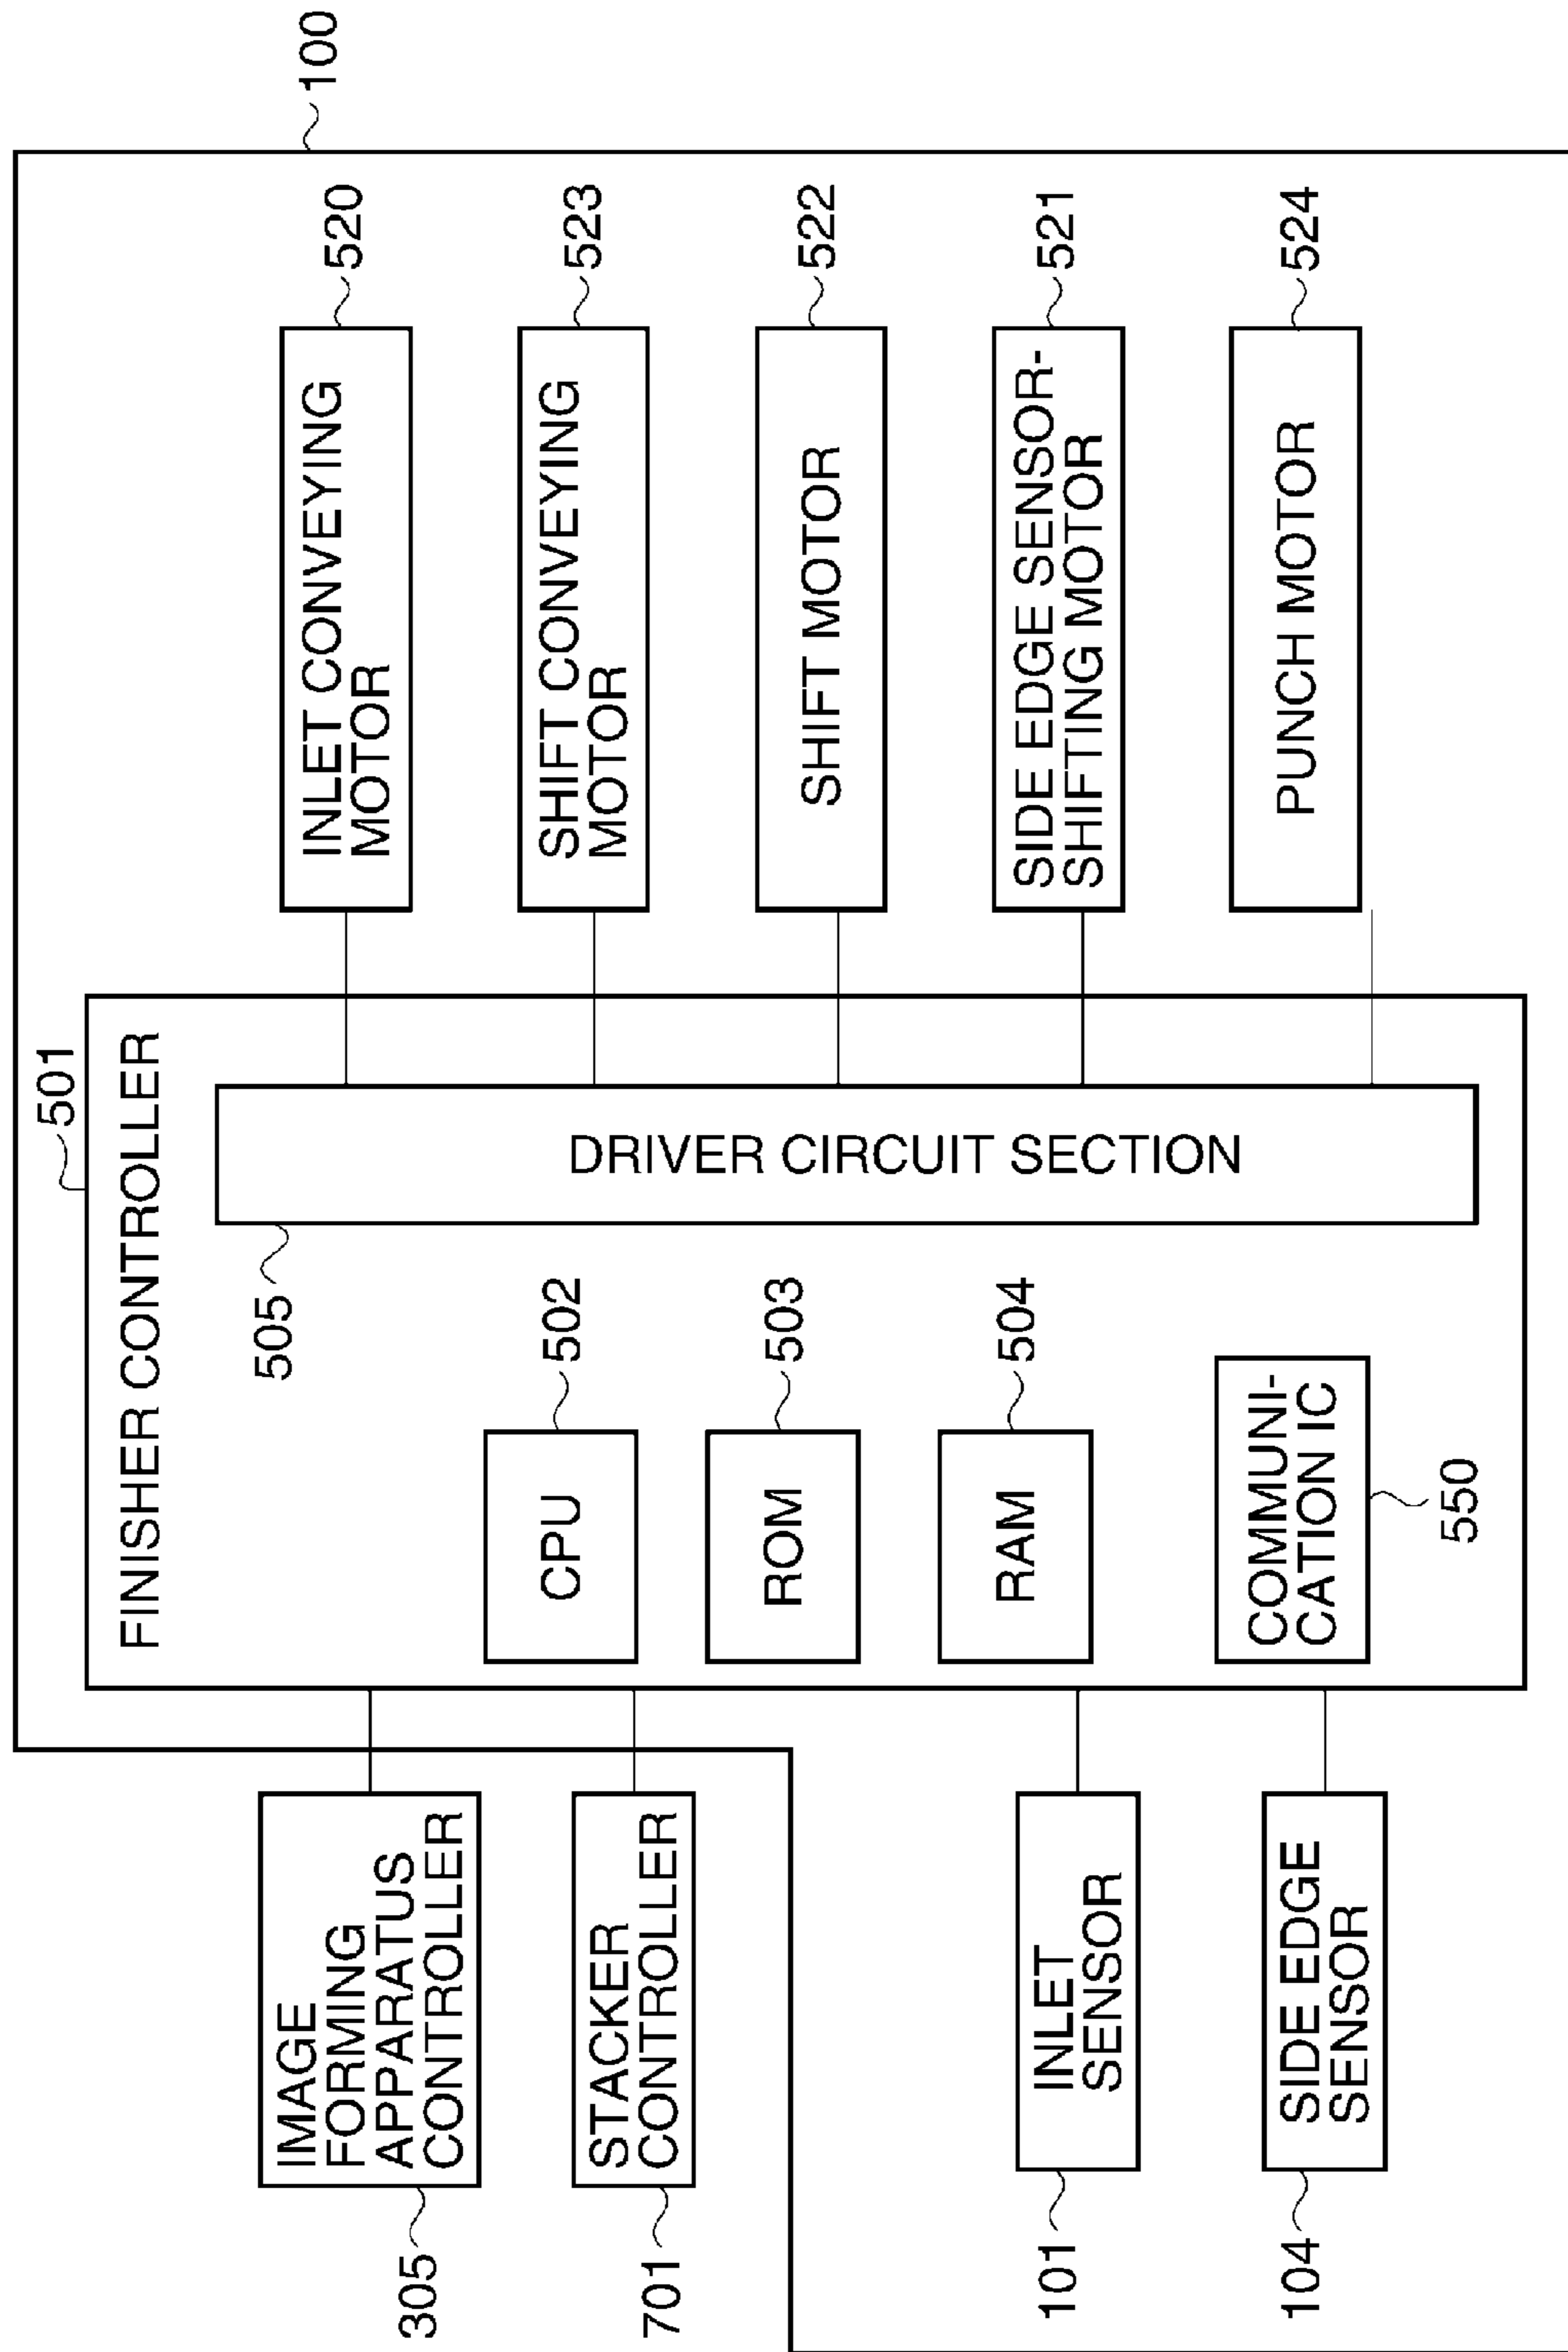 100
501
FINISHER CONTROLLER
IMAGE
FORMING
APPARATUS
CONTROLLER
305
STACKER
CONTROLLER
701
INLET
SENSOR
101
SIDE EDGE
SENSOR
104
CPU
502
ROM
503
RAM
504
COMMUNI-
CATION IC
550
505
DRIVER CIRCUIT SECTION
INLET CONVEYING
MOTOR
520
SHIFT CONVEYING
MOTOR
523
SHIFT MOTOR
522
SIDE EDGE SENSOR-
SHIFTING MOTOR
521
PUNCH MOTOR
524